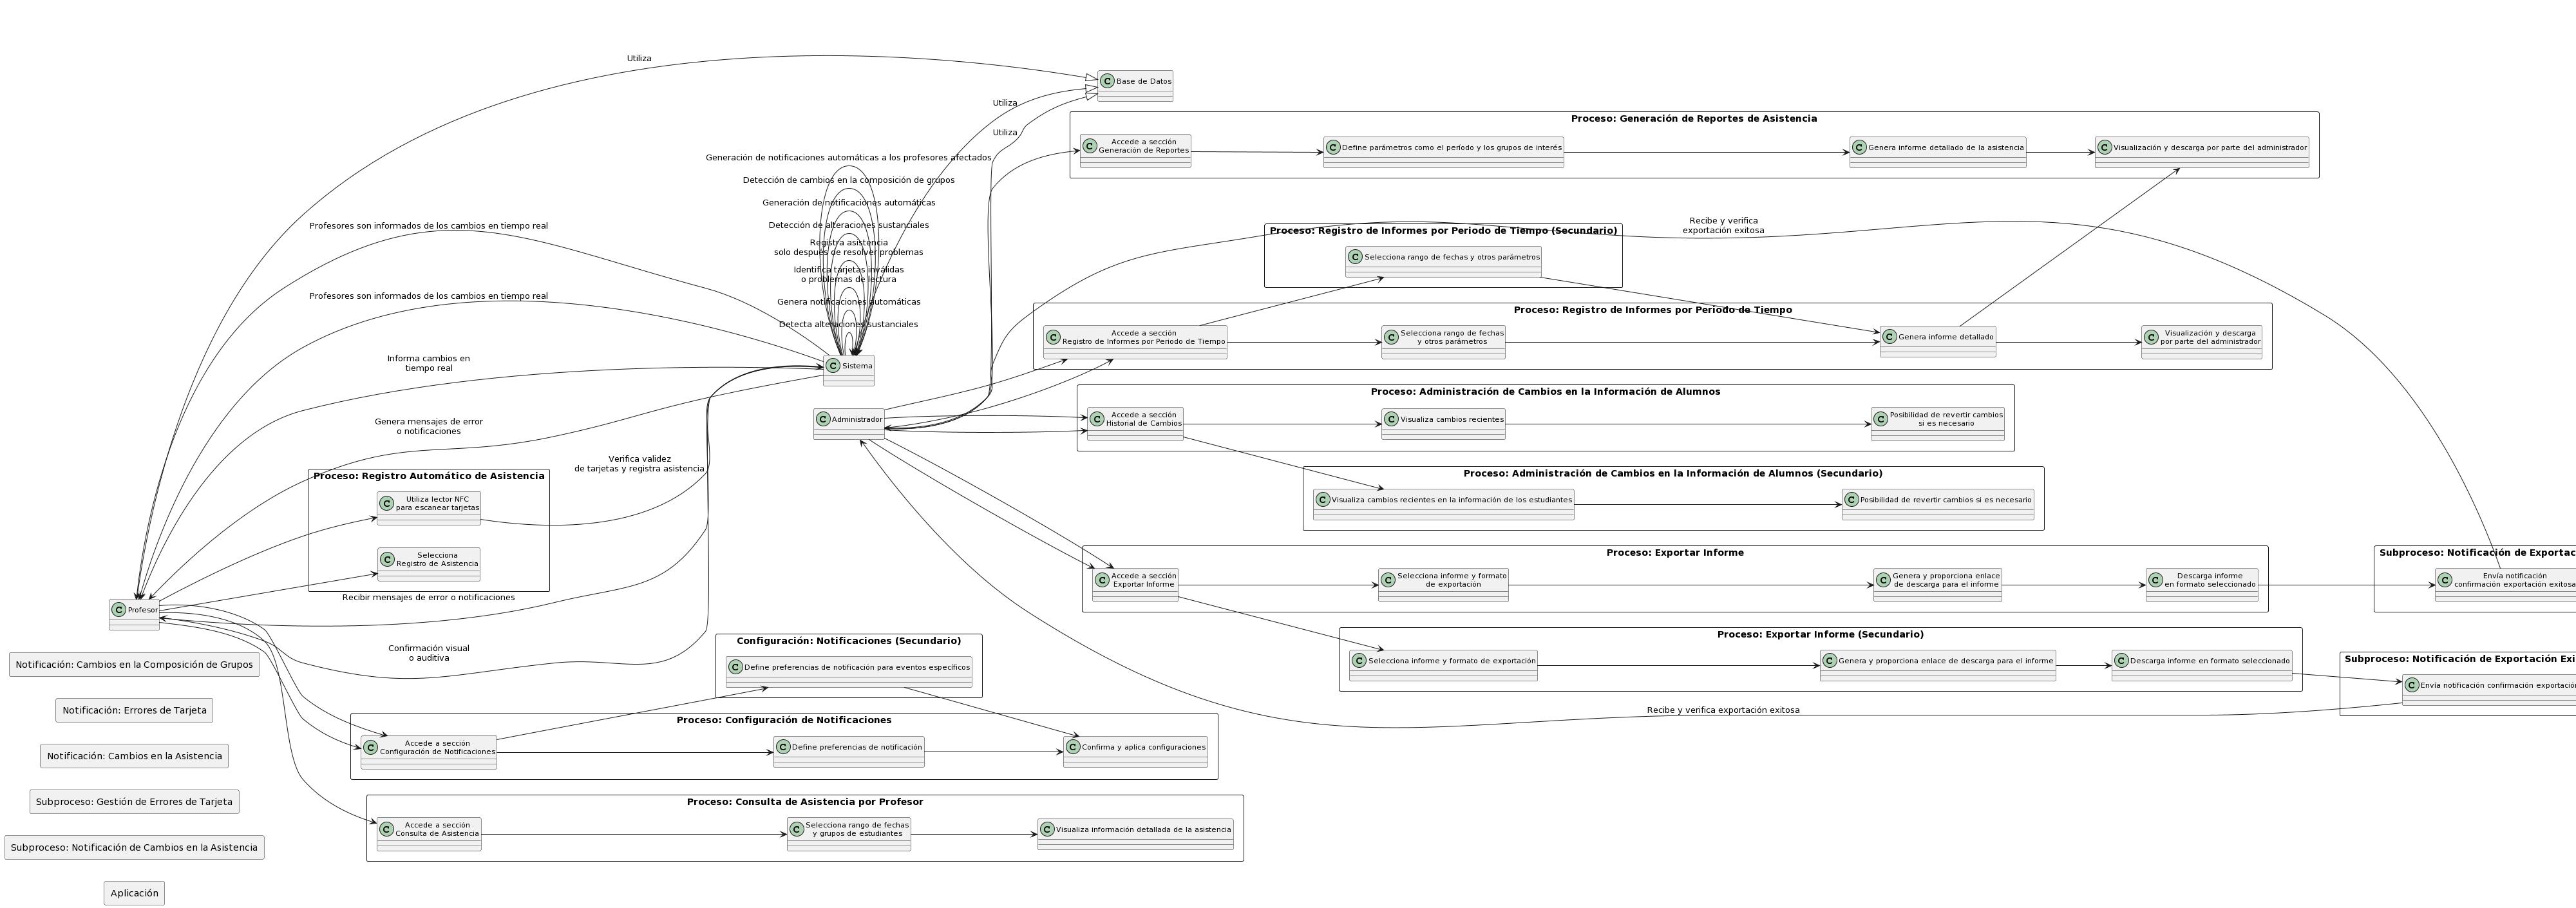 Utiliza
C Base de Datos
Utiliza
Utiliza
Proceso: Generación de Reportes de Asistencia
C Accede a sección
Generación de Reportes
C Define parámetros como el período y los grupos de interés
C Genera informe detallado de la asistencia
C Visualización y descarga por parte del administrador
Generación de notificaciones automáticas a los profesores afectados
Detección de cambios en la composición de grupos
Generación de notificaciones automáticas
Detección de alteraciones sustanciales
Registra asistencia
solo después de resolver problemas
Identifica tarjetas inválidas
o problemas de lectura
Genera notificaciones automáticas
Detecta alteraciones sustanciales
Profesores son informados de los cambios en tiempo real
Profesores son informados de los cambios en tiempo real
Recibe y verifica
exportación exitosa
Proceso: Registro de Informes por Periodo de Tiempo (Secundario)
C Selecciona rango de fechas y otros parámetros
Proceso: Registro de Informes por Periodo de Tiempo
C Accede a sección
Registro de Informes por Periodo de Tiempo
C Selecciona rango de fechas
y otros parámetros
C Genera informe detallado
C Visualización y descarga
por parte del administrador
Informa cambios en
tiempo real
C Sistema
Genera mensajes de error
o notificaciones
C Administrador
Proceso: Administración de Cambios en la Información de Alumnos
C Accede a sección
Historial de Cambios
C Visualiza cambios recientes
C Posibilidad de revertir cambios
si es necesario
Verifica validez
de tarjetas y registra asistencia
Proceso: Registro Automático de Asistencia
C Utiliza lector NFC
para escanear tarjetas
C Selecciona
Registro de Asistencia
Proceso: Administración de Cambios en la Información de Alumnos (Secundario)
C Visualiza cambios recientes en la información de los estudiantes
C Posibilidad de revertir cambios si es necesario
Proceso: Exportar Informe
C Accede a sección
Exportar Informe
C Selecciona informe y formato
de exportación
C Genera y proporciona enlace
de descarga para el informe
C Descarga informe
en formato seleccionado
Subproceso: Notificación de Exportac
C Envía notificación
confirmación exportación exitosa
Recibir mensajes de error o notificaciones
C Profesor
Confirmación visual
o auditiva
Proceso: Exportar Informe (Secundario)
C Selecciona informe y formato de exportación
C Genera y proporciona enlace de descarga para el informe
C Descarga informe en formato seleccionado
Subproceso: Notificación de Exportación Exi
C Envía notificación confirmación exportación
Recibe y verifica exportación exitosa
Configuración: Notificaciones (Secundario)
C Define preferencias de notificación para eventos específicos
Proceso: Configuración de Notificaciones
C Accede a sección
Configuración de Notificaciones
C Define preferencias de notificación
C Confirma y aplica configuraciones
Proceso: Consulta de Asistencia por Profesor
C Accede a sección
Consulta de Asistencia
C Selecciona rango de fechas
y grupos de estudiantes
C Visualiza información detallada de la asistencia
Notificación: Cambios en la Composición de Grupos
Notificación: Errores de Tarjeta
Notificación: Cambios en la Asistencia
Subproceso: Gestión de Errores de Tarjeta
Subproceso: Notificación de Cambios en la Asistencia
Aplicación